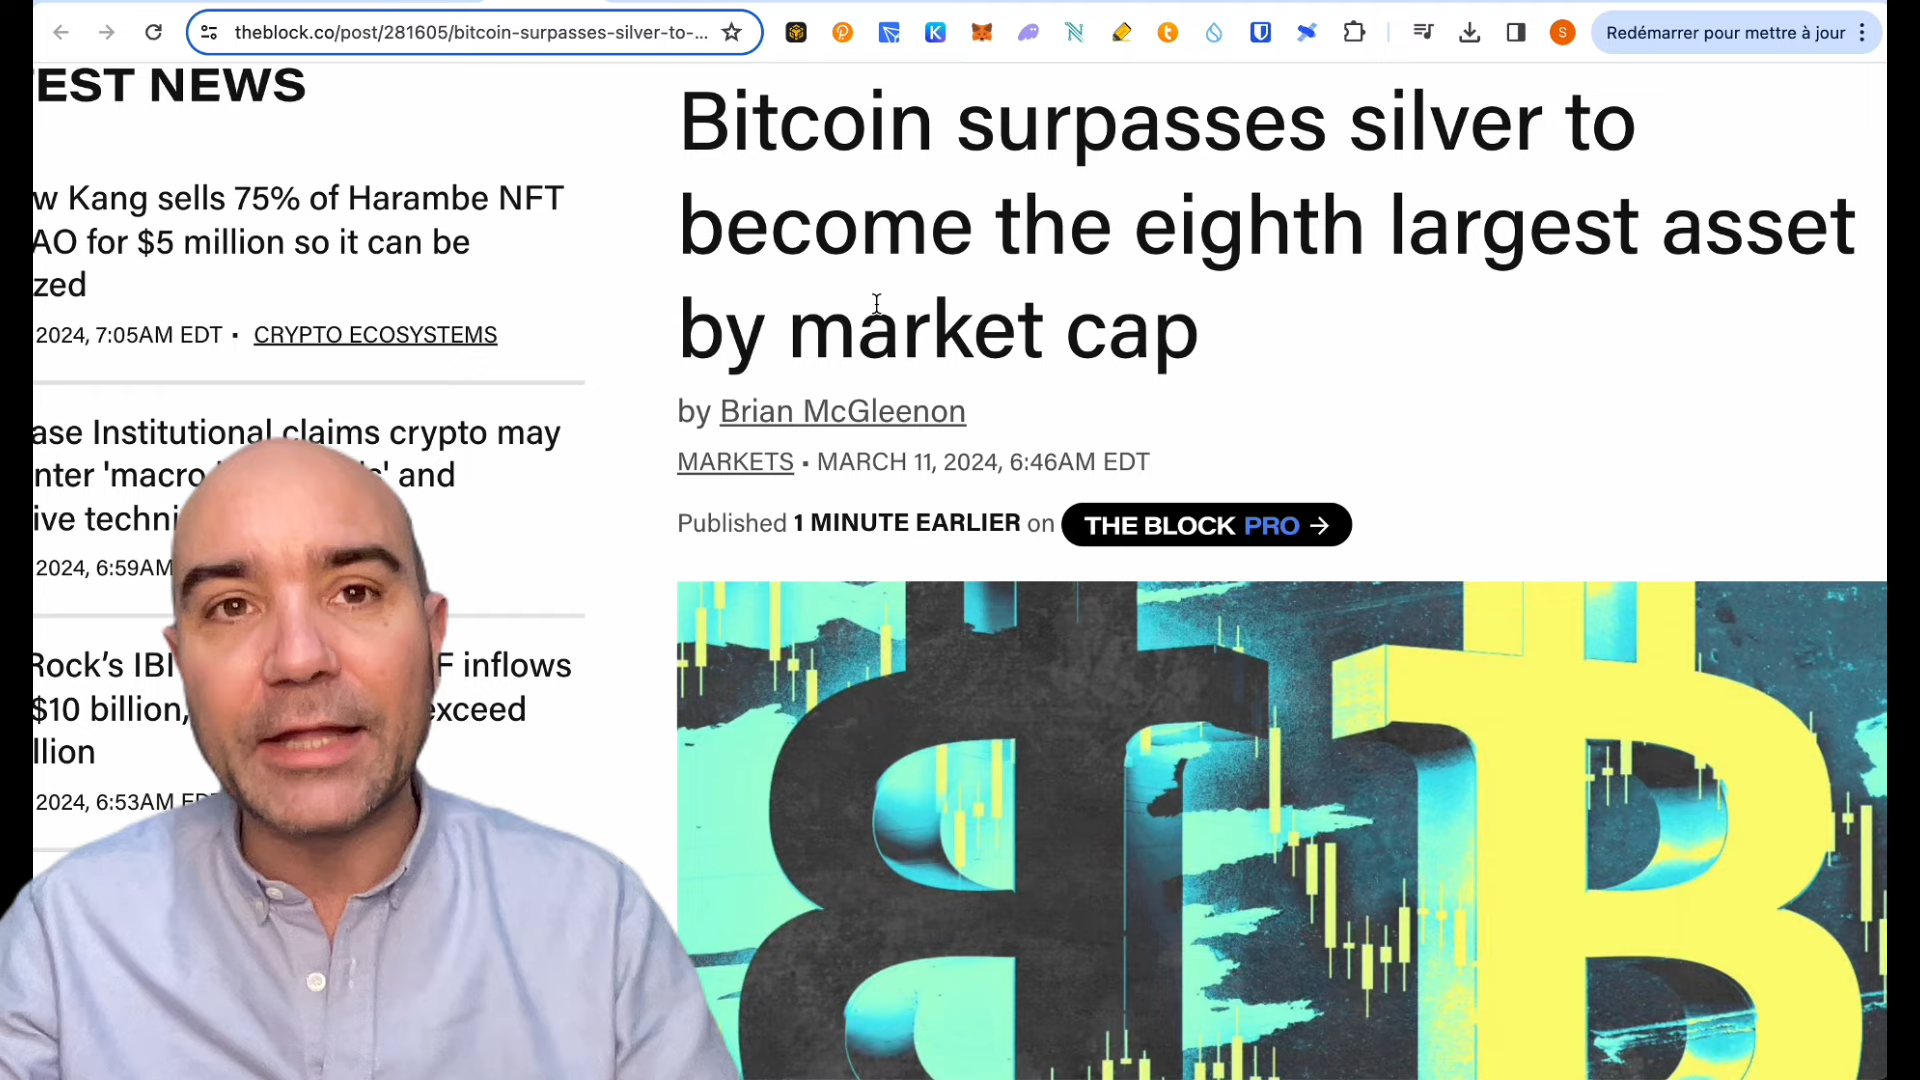 theblock.co/post/281605/bitcoin-surpasses-silver-to-...
S
Redémarrer pour mettre à jour
EST NEWS
w Kang sells 75% of Harambe NFT
AO for $5 million so it can be
zed
2024, 7:05AM EDT • CRYPTO ECOSYSTEMS
ase Institutional claims crypto may
nter 'macro and
ive techni
2024, 6:59AM
Rock's IBI F inflows
$10 billion, exceed
llion
2024, 6:53AM
Bitcoin surpasses silver to
become the eighth largest asset
by market cap
by Brian McGleenon
MARKETS • MARCH 11, 2024, 6:46AM EDT
Published 1 MINUTE EARLIER on THE BLOCK PRO →